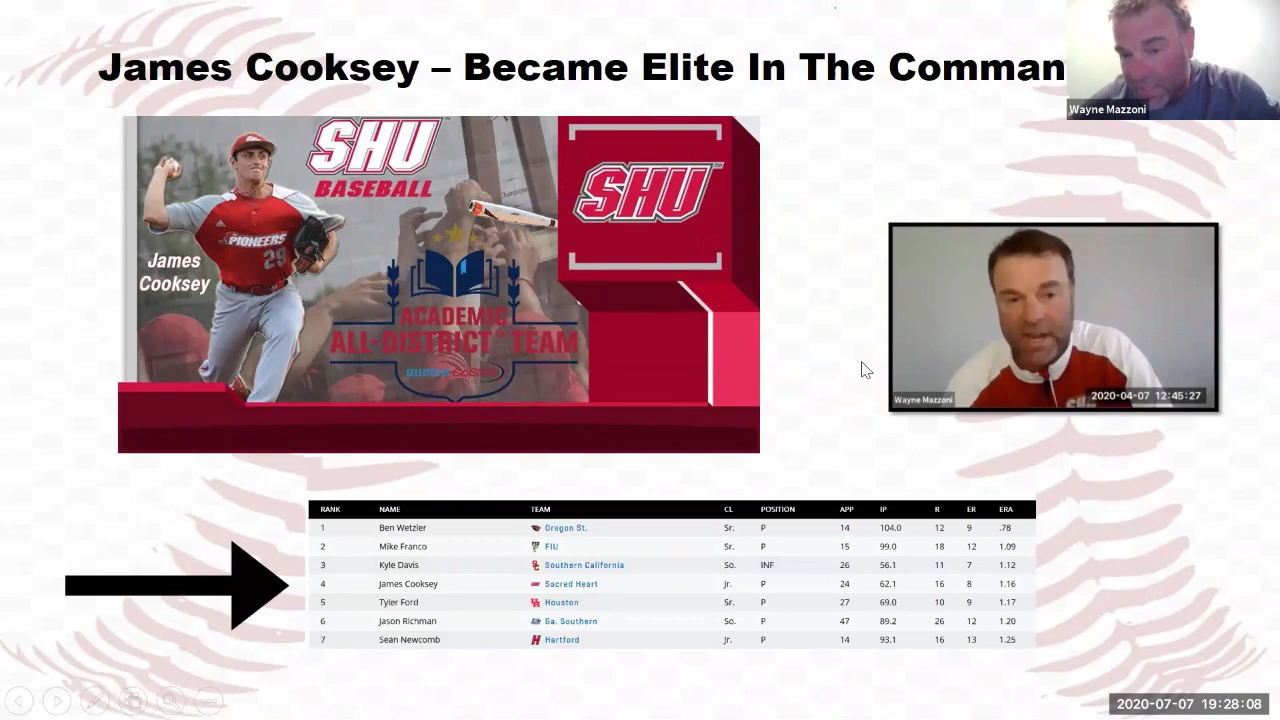 James Cooksey – Became Elite In The Comman
Wayne Mazzoni
SHU
BASEBALL
SHU
PIONEERS
29
James
Cooksey
ACADEMIC
ALL-DISTRICT TEAM
SELECTED BY
Wayne Mazzoni
2020-04-07 12:45:27
SHU
RANK NAME TEAM CL POSITION APP IP R ER ERA
1 Ben Wetzler Oregon St. Sr. P 14 104.0 12 9 .78
2 Mike Franco FIU Sr. P 15 99.0 18 12 1.09
3 Kyle Davis Southern California So. INF 26 56.1 11 7 1.12
4 James Cooksey Sacred Heart Jr. P 24 62.1 16 8 1.16
5 Tyler Ford Houston Sr. P 27 69.0 10 9 1.17
6 Jason Richman Ga. Southern So. P 47 89.2 26 12 1.20
7 Sean Newcomb Hartford Jr. P 14 93.1 16 13 1.25
2020-07-07 19:28:08